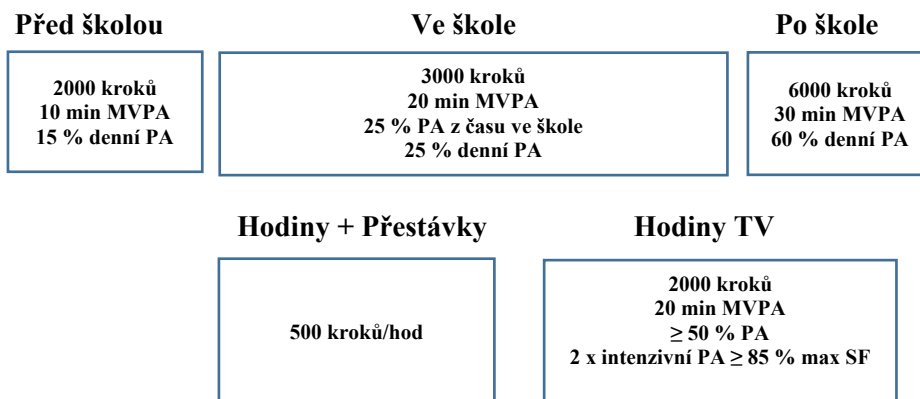 Před školou
Ve škole
Po škole
2000 kroků
10 min MVPA
15 % denní PA
3000 kroků
20 min MVPA
25 % PA z času ve škole
25 % denní PA
6000 kroků
30 min MVPA
60 % denní PA
Hodiny + Přestávky
Hodiny TV
500 kroků/hod
2000 kroků
20 min MVPA
≥ 50 % PA
2 x intenzivní PA ≥ 85 % max SF